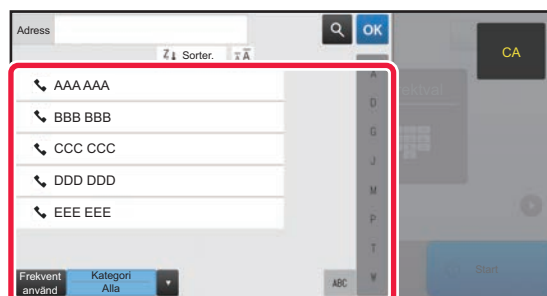 Adress
OK
CA
Sorter.
A
AAA AAA
BBB BBB
D
G
CCC CCC
J
DDD DDD
M
EEE EEE
P
T
Frekvent
använd
Kategori
Alla
ABC
W
Start